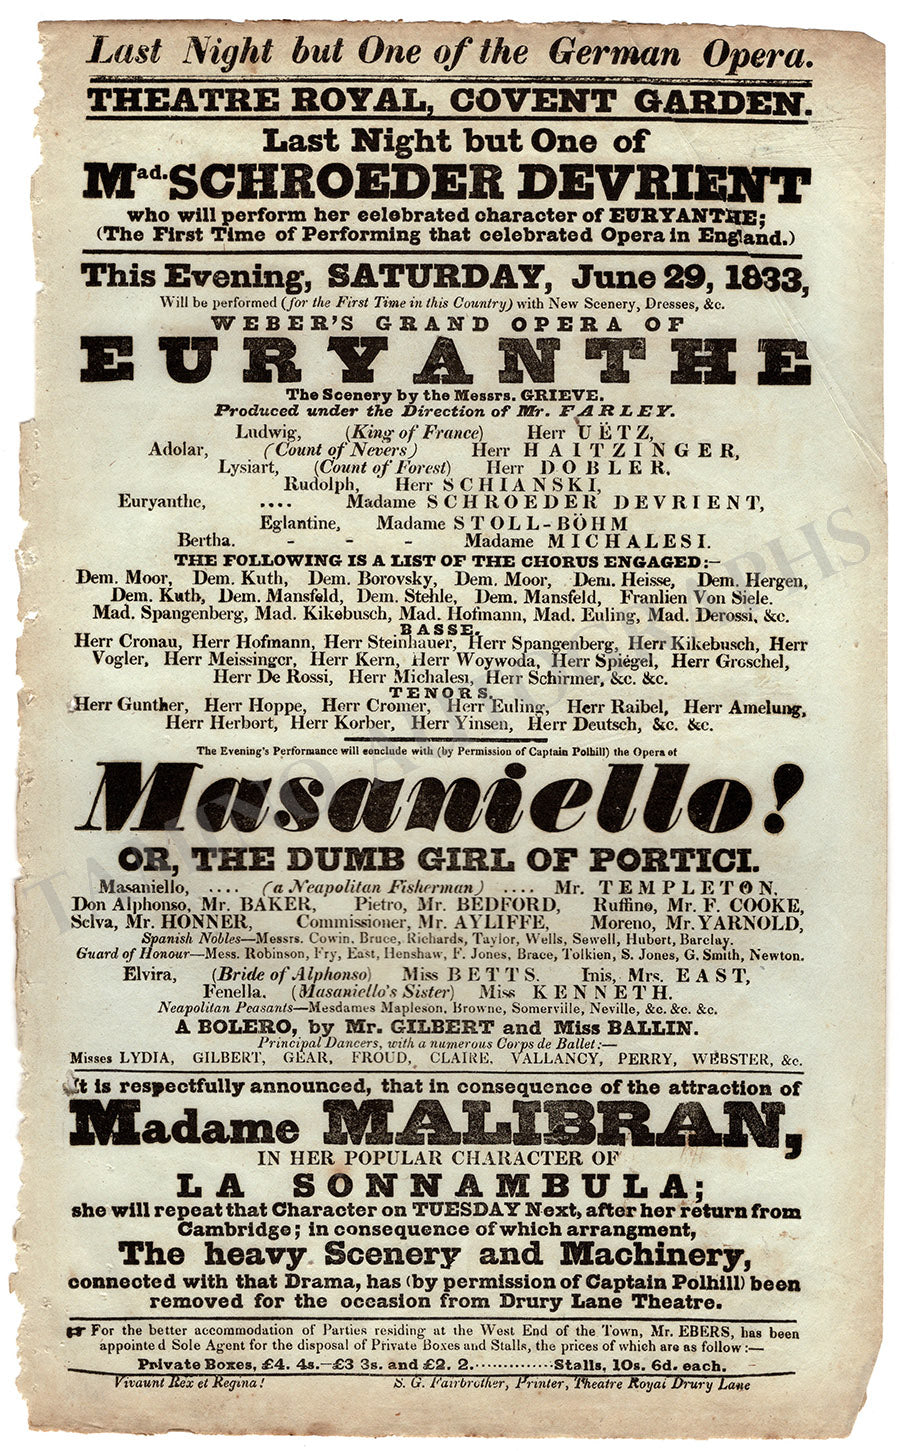 Last Night but One of the German Opera.
THEATRE ROYAL, COVENT GARDEN.
Last Night but One of
Mad. SCHROEDER DEVRIENT
who will perform her celebrated character of EURYANTHE;
(The First Time of Performing that celebrated Opera in England.)
This Evening, SATURDAY, June 29, 1833,
Will be performed (for the First Time in this Country) with New Scenery, Dresses, &c.
WEBER'S GRAND OPERA OF
EURYANTHE
The Scenery by the Messrs. GRIEVE.
Produced under the Direction of Mr. FARLEY.
Ludwig, (King of France) Herr UËTZ,
Adolar, (Count of Nevers) Herr HAITZINGER,
Lysiart, (Count of Forest) Herr DOBLER,
Rudolph, Herr SCHIANSKI,
Euryanthe, .... Madame SCHROEDER DEVRIENT,
Eglantine, Madame STOLL-BÖHM
Bertha. - - - Madame MICHALESI.
THE FOLLOWING IS A LIST OF THE CHORUS ENGAGED:—
Dem. Moor, Dem. Kuth, Dem. Borovsky, Dem. Moor, Dem. Heisse, Dem. Hergen,
Dem. Kuth, Dem. Mansfeld, Dem. Stehle, Dem. Mansfeld, Franlien Von Siele.
Mad. Spangenberg, Mad. Kikebusch, Mad. Hofmann, Mad. Euling, Mad. Derossi, &c.
BASSE.
Herr Cronau, Herr Hofmann, Herr Steinhauer, Herr Spangenberg, Herr Kikebusch, Herr
Vogler, Herr Meissinger, Herr Kern, Herr Woywoda, Herr Spiégel, Herr Groschel,
Herr De Rossi, Herr Michalesi, Herr Schirmer, &c. &c.
TENORS.
Herr Gunther, Herr Hoppe, Herr Cromer, Herr Euling, Herr Raibel, Herr Amelung,
Herr Herbort, Herr Korber, Herr Yinsen, Herr Deutsch, &c. &c.
The Evening's Performance will conclude with (by Permission of Captain Polhill) the Opera of
Masaniello!
OR, THE DUMB GIRL OF PORTICI.
Masaniello, .... (a Neapolitan Fisherman) .... Mr. TEMPLETON,
Don Alphonso, Mr. BAKER, Pietro, Mr. BEDFORD, Ruffino, Mr. F. COOKE,
Selva, Mr. HONNER, Commissioner, Mr. AYLIFFE, Moreno, Mr. YARNOLD,
Spanish Nobles—Messrs. Cowin, Bruce, Richards, Taylor, Wells, Sewell, Hubert, Barclay.
Guard of Honour—Mess. Robinson, Fry, East, Henshaw, F. Jones, Brace, Tolkien, S. Jones, G. Smith, Newton.
Elvira, (Bride of Alphonso) Miss BETTS. Inis, Mrs. EAST,
Fenella. (Masaniello's Sister) Miss KENNETH.
Neapolitan Peasants—Mesdames Mapleson, Browne, Somerville, Neville, &c. &c. &c.
A BOLERO, by Mr. GILBERT and Miss BALLIN.
Principal Dancers, with a numerous Corps de Ballet:—
Misses LYDIA, GILBERT, GEAR, FROUD, CLAIRE, VALLANCY, PERRY, WEBSTER, &c.
It is respectfully announced, that in consequence of the attraction of
Madame MALIBRAN,
IN HER POPULAR CHARACTER OF
LA SONNAMBULA;
she will repeat that Character on TUESDAY Next, after her return from
Cambridge; in consequence of which arrangment,
The heavy Scenery and Machinery,
connected with that Drama, has (by permission of Captain Polhill) been
removed for the occasion from Drury Lane Theatre.
☛ For the better accommodation of Parties residing at the West End of the Town, Mr. EBERS, has been
appointed Sole Agent for the disposal of Private Boxes and Stalls, the prices of which are as follow:—
Private Boxes, £4. 4s.—£3 3s. and £2. 2...............Stalls, 10s. 6d. each.
Vivaunt Rex et Regina! S. G. Fairbrother, Printer, Theatre Royal Drury Lane
TAMINO AUTOGRAPHS